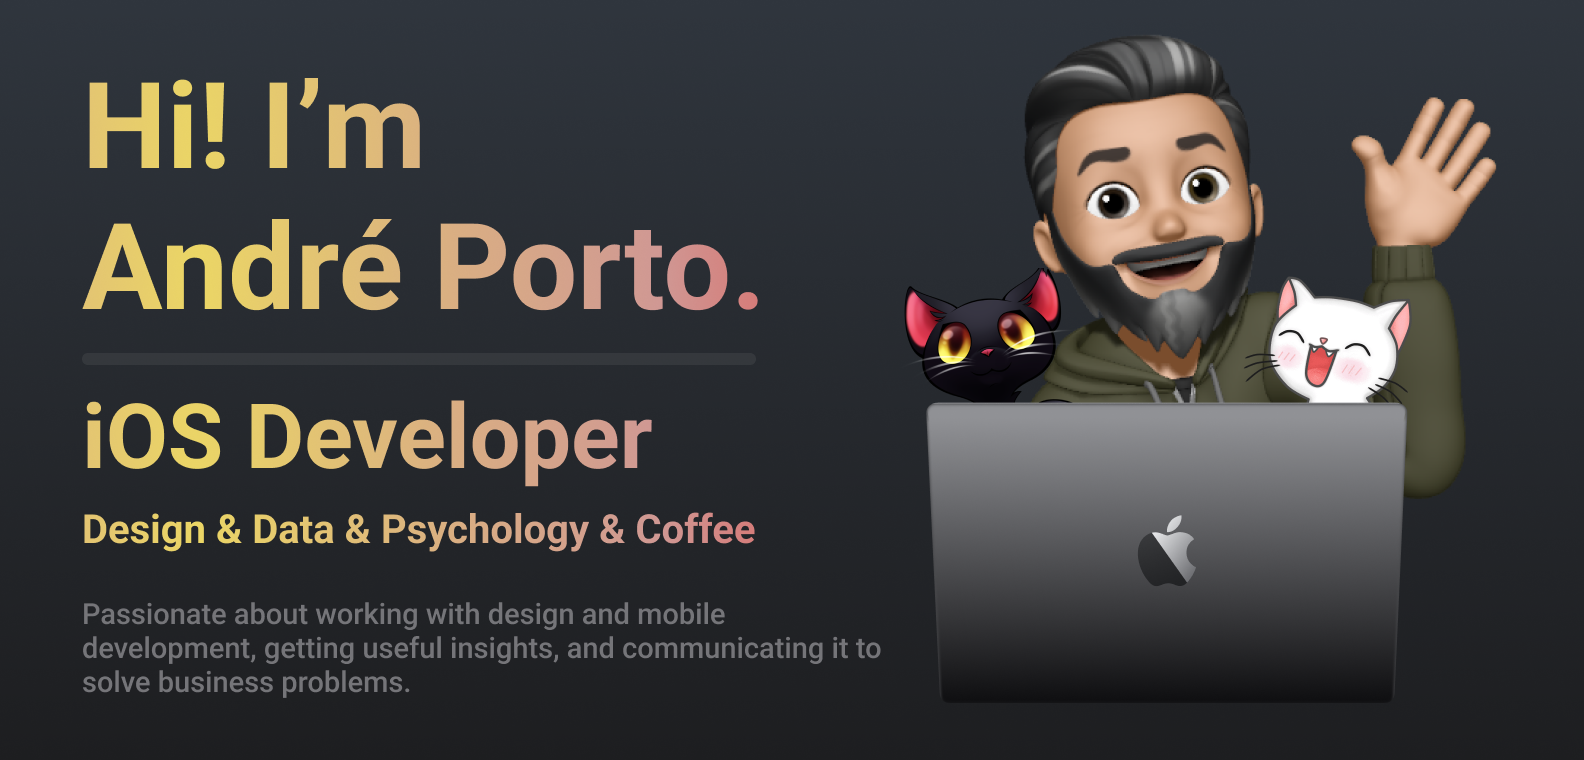 Hi! I’m
André Porto.
iOS Developer
Design & Data & Psychology & Coffee
Passionate about working with design and mobile
development, getting useful insights, and communicating it to
solve business problems.